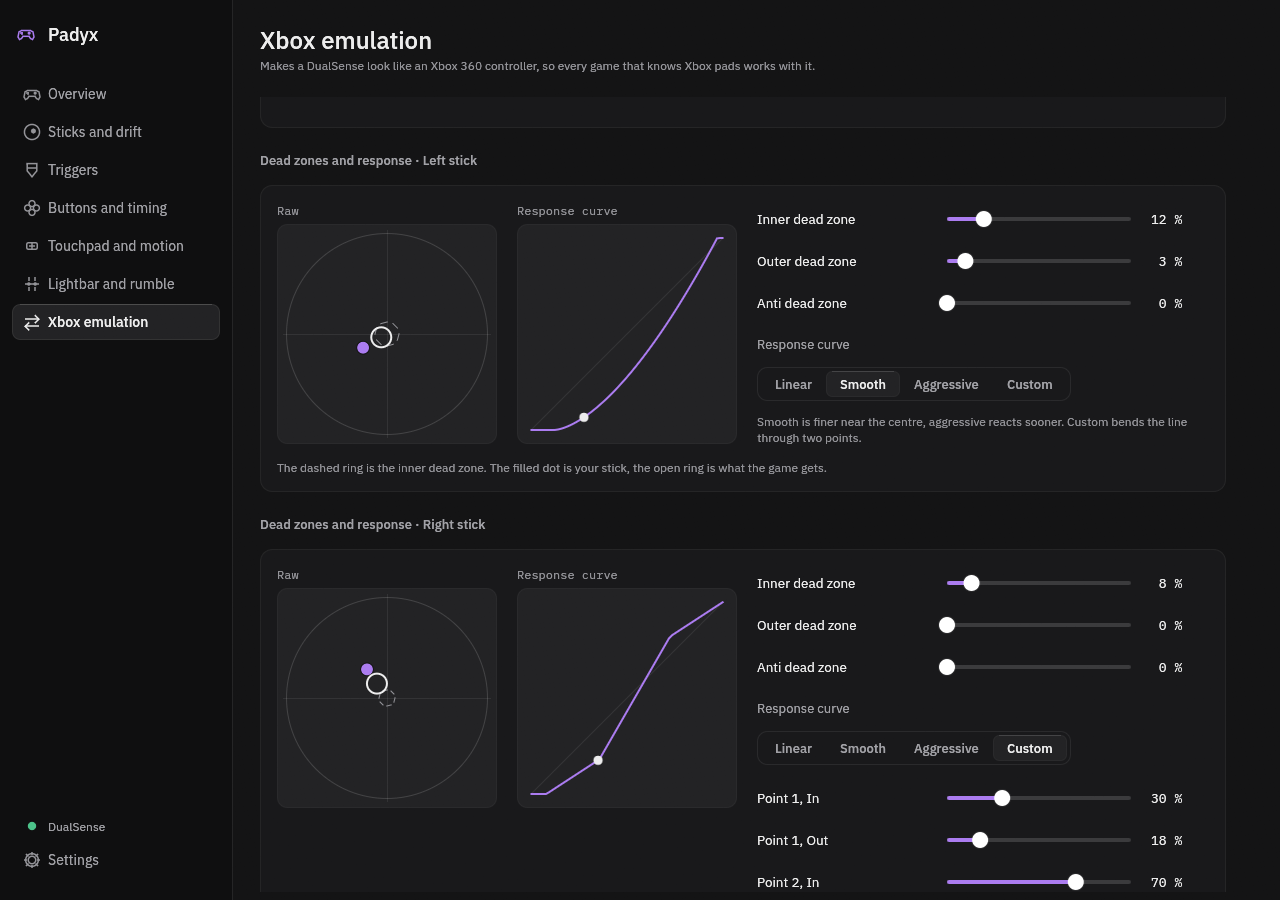 Padyx
Overview
Sticks and drift
Triggers
Buttons and timing
Touchpad and motion
Lightbar and rumble
Xbox emulation
DualSense
Settings
Xbox emulation
Makes a DualSense look like an Xbox 360 controller, so every game that knows Xbox pads works with it.
Dead zones and response · Left stick
Raw
Response curve
Inner dead zone 12 %
Outer dead zone 3 %
Anti dead zone 0 %
Response curve
Linear Smooth Aggressive Custom
Smooth is finer near the centre, aggressive reacts sooner. Custom bends the line
through two points.
The dashed ring is the inner dead zone. The filled dot is your stick, the open ring is what the game gets.
Dead zones and response · Right stick
Raw
Response curve
Inner dead zone 8 %
Outer dead zone 0 %
Anti dead zone 0 %
Response curve
Linear Smooth Aggressive Custom
Point 1, In 30 %
Point 1, Out 18 %
Point 2, In 70 %